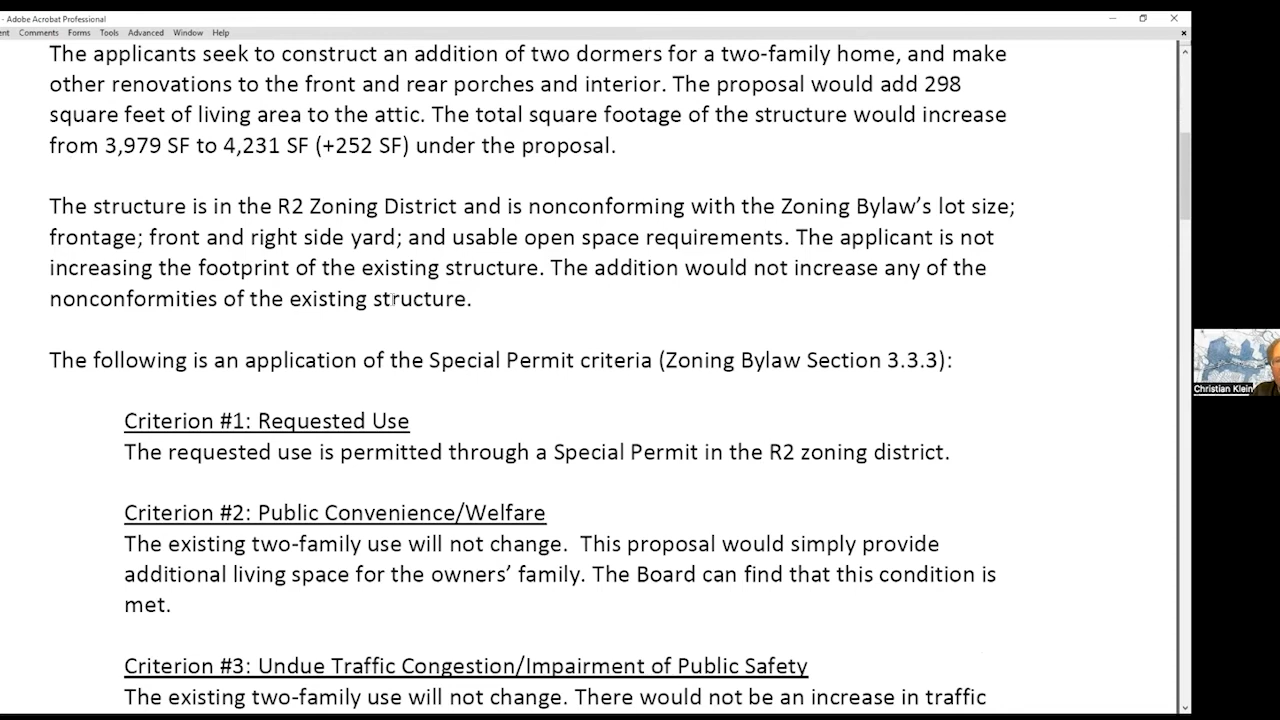 - Adobe Acrobat Professional
ent Comments Forms Tools Advanced Window Help
The applicants seek to construct an addition of two dormers for a two-family home, and make
other renovations to the front and rear porches and interior. The proposal would add 298
square feet of living area to the attic. The total square footage of the structure would increase
from 3,979 SF to 4,231 SF (+252 SF) under the proposal.
The structure is in the R2 Zoning District and is nonconforming with the Zoning Bylaw’s lot size;
frontage; front and right side yard; and usable open space requirements. The applicant is not
increasing the footprint of the existing structure. The addition would not increase any of the
nonconformities of the existing structure.
The following is an application of the Special Permit criteria (Zoning Bylaw Section 3.3.3):
Criterion #1: Requested Use
The requested use is permitted through a Special Permit in the R2 zoning district.
Criterion #2: Public Convenience/Welfare
The existing two-family use will not change. This proposal would simply provide
additional living space for the owners’ family. The Board can find that this condition is
met.
Criterion #3: Undue Traffic Congestion/Impairment of Public Safety
The existing two-family use will not change. There would not be an increase in traffic
Christian Klein